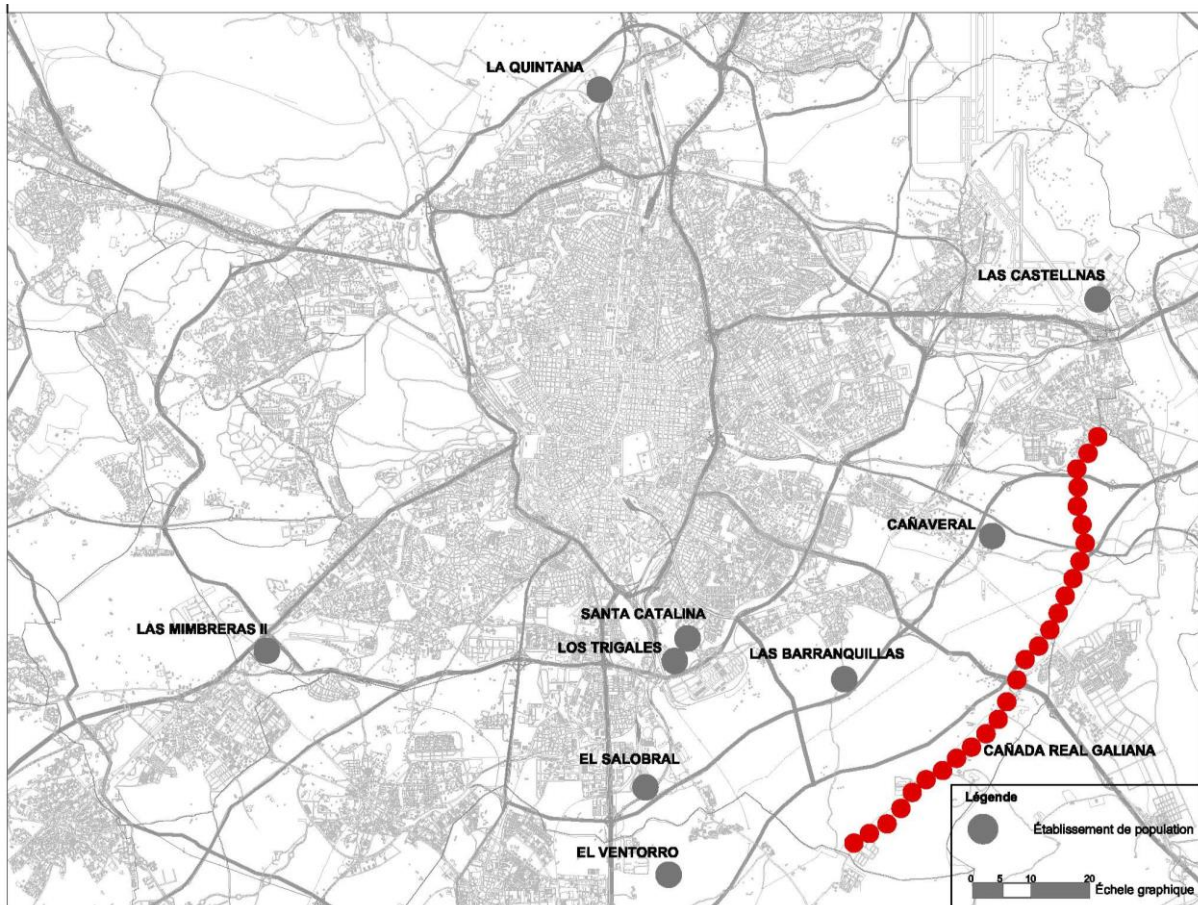 LA QUINTANA
LAS CASTELLNAS
CAÑAVERAL
SANTA CATALINA
LAS MIMBRERAS II
LOS TRIGALES
LAS BARRANQUILLAS
CAÑADA REAL GALIANA
EL SALOBRAL
EL VENTORRO
Légende
Établissement de population
0 5 10 20
Échele graphique